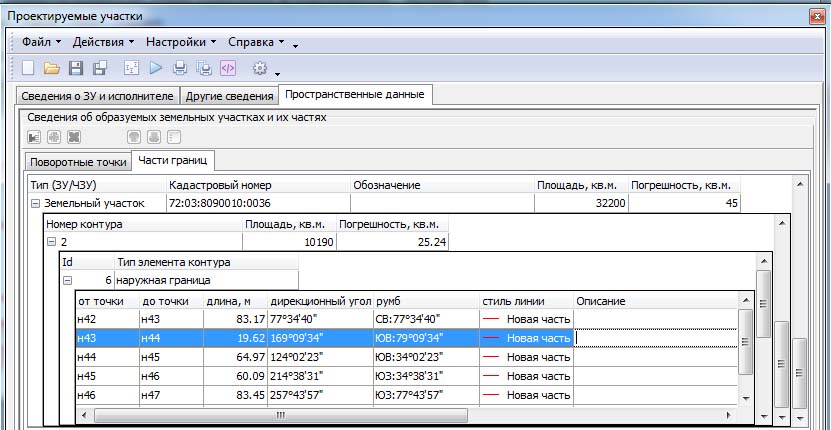 Проектируемые участки
Файл Действия Настройки Справка
Сведения о ЗУ и исполнителе Другие сведения Пространственные данные
Сведения об образуемых земельных участках и их частях
Поворотные точки Части границ
Тип (ЗУ/ЧЗУ) Кадастровый номер Обозначение Площадь, кв.м. Погрешность, кв.м.
Земельный участок 72:03:8090010:0036 32200 45
Номер контура Площадь, кв.м. Погрешность, кв.м.
2 10190 25.24
Id Тип элемента контура
6 наружная граница
от точки до точки длина, м дирекционный угол румб стиль линии Описание
н42 н43 83.17 77°34'40" СВ:77°34'40" Новая часть
н43 н44 19.62 169°09'34" ЮВ:79°09'34" Новая часть
н44 н45 64.97 124°02'23" ЮВ:34°02'23" Новая часть
н45 н46 60.09 214°38'31" ЮЗ:34°38'31" Новая часть
н46 н47 83.45 257°43'57" ЮЗ:77°43'57" Новая часть